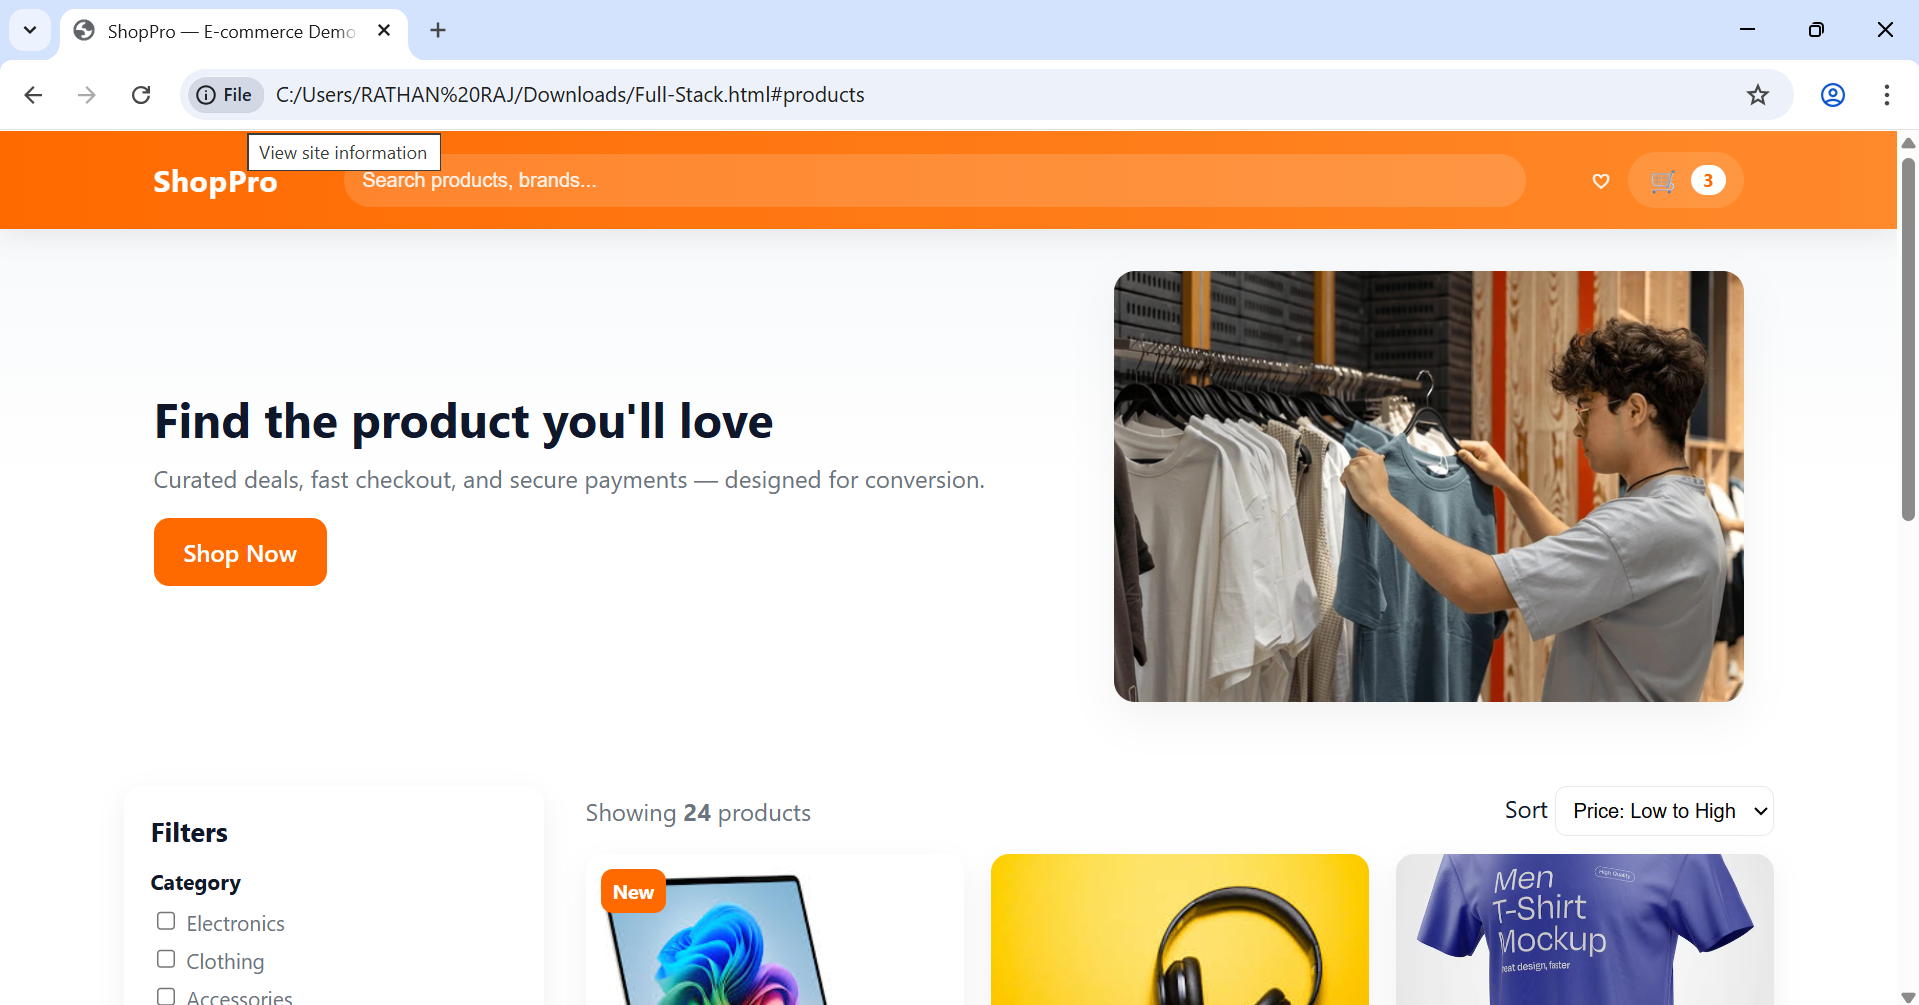 ShopPro — E-commerce Demo
File
C:/Users/RATHAN%20RAJ/Downloads/Full-Stack.html#products
View site information
ShopPro
Search products, brands...
3
Find the product you'll love
Curated deals, fast checkout, and secure payments — designed for conversion.
Shop Now
Filters
Category
Electronics
Clothing
Accessories
Showing 24 products
Sort
Price: Low to High
New
Men
T-Shirt
Mockup
High Quality
eat design, faster